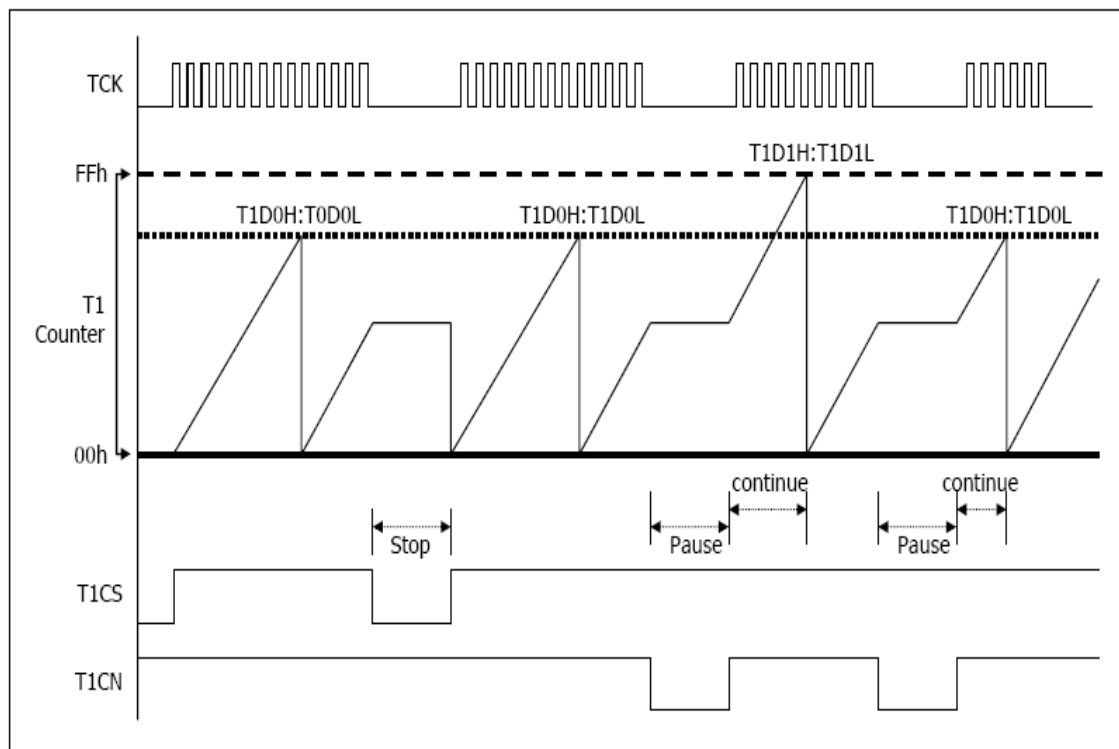 TCK
T1D1H:T1D1L
FFh
T1D0H:T0D0L
T1D0H:T1D0L
T1D0H:T1D0L
T1
Counter
00h
continue
continue
Stop
Pause
Pause
T1CS
T1CN